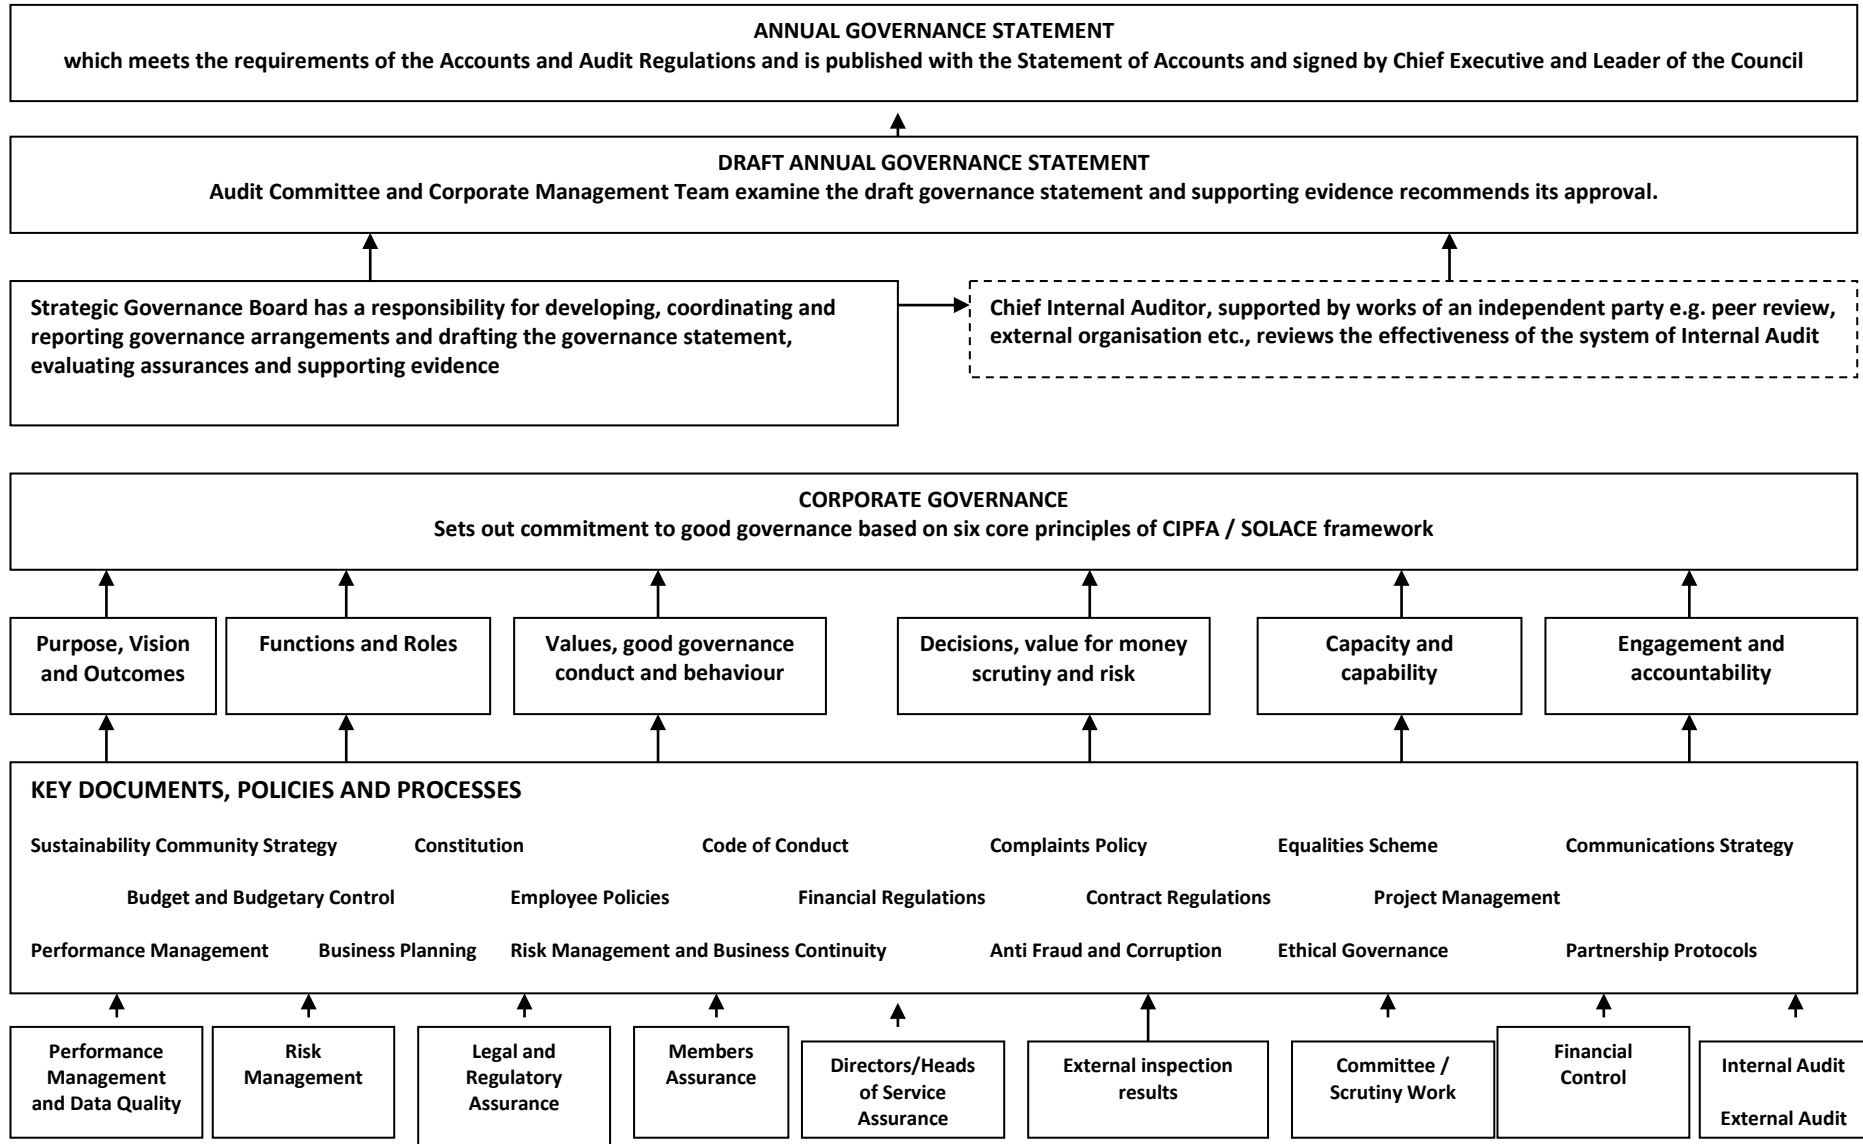 ANNUAL GOVERNANCE STATEMENT
which meets the requirements of the Accounts and Audit Regulations and is published with the Statement of Accounts and signed by Chief Executive and Leader of the Council
DRAFT ANNUAL GOVERNANCE STATEMENT
Audit Committee and Corporate Management Team examine the draft governance statement and supporting evidence recommends its approval.
Strategic Governance Board has a responsibility for developing, coordinating and
reporting governance arrangements and drafting the governance statement,
evaluating assurances and supporting evidence
Chief Internal Auditor, supported by works of an independent party e.g. peer review,
external organisation etc., reviews the effectiveness of the system of Internal Audit
CORPORATE GOVERNANCE
Sets out commitment to good governance based on six core principles of CIPFA / SOLACE framework
Purpose, Vision
and Outcomes
Functions and Roles
Values, good governance
conduct and behaviour
Decisions, value for money
scrutiny and risk
Capacity and
capability
Engagement and
accountability
KEY DOCUMENTS, POLICIES AND PROCESSES
Sustainability Community Strategy Constitution Code of Conduct Complaints Policy Equalities Scheme Communications Strategy
Budget and Budgetary Control Employee Policies Financial Regulations Contract Regulations Project Management
Performance Management Business Planning Risk Management and Business Continuity Anti Fraud and Corruption Ethical Governance Partnership Protocols
Performance
Management
and Data Quality
Risk
Management
Legal and
Regulatory
Assurance
Members
Assurance
Directors/Heads
of Service
Assurance
External inspection
results
Committee /
Scrutiny Work
Financial
Control
Internal Audit
External Audit